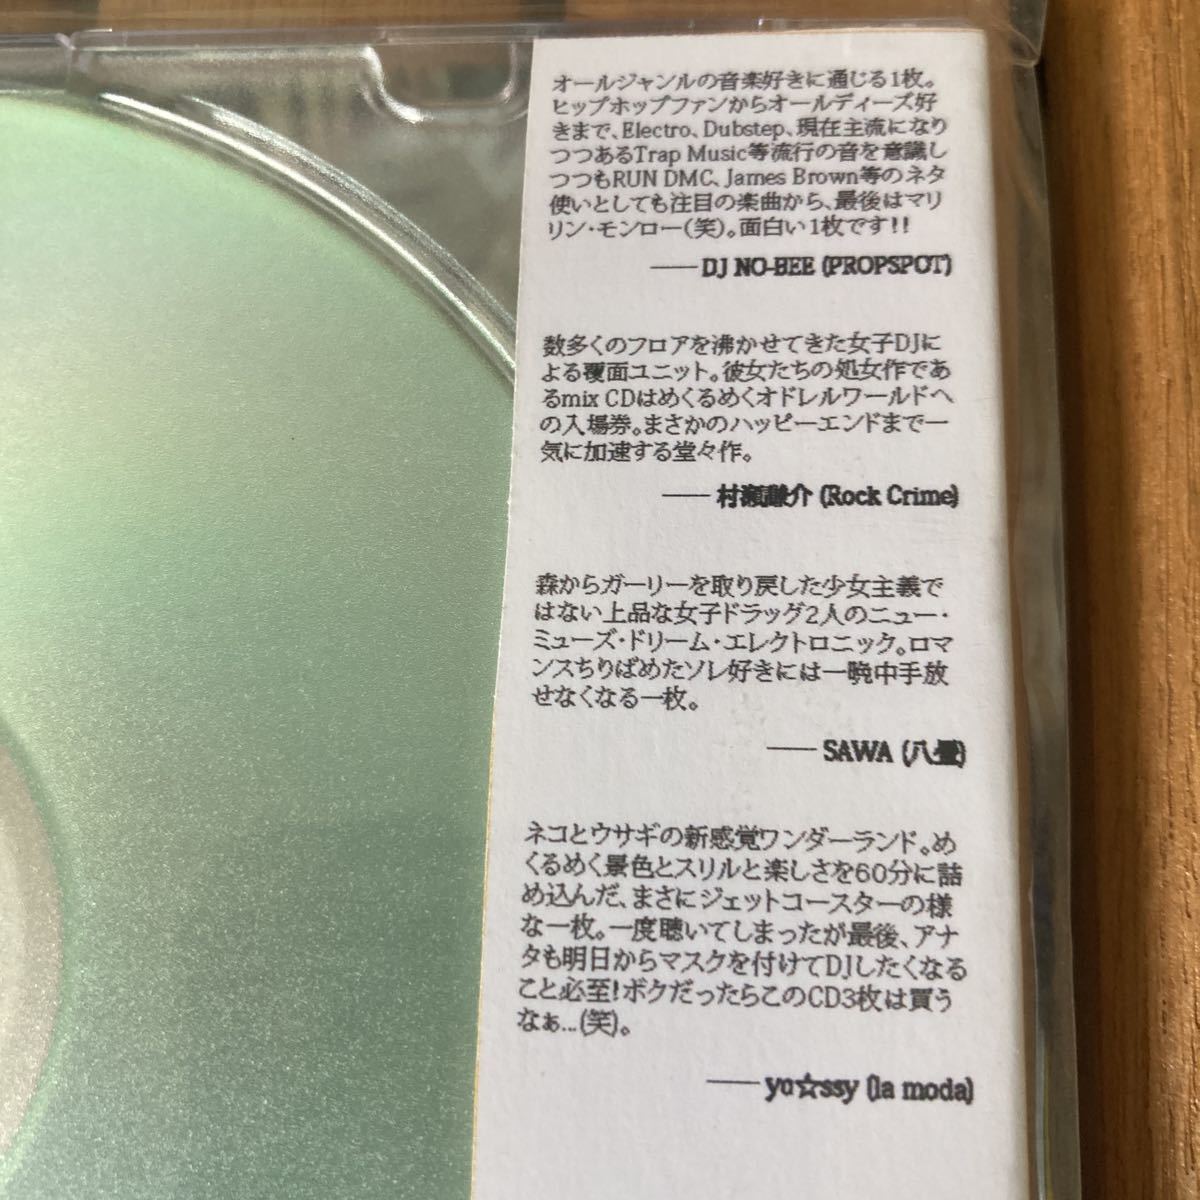 オールジャンルの音楽好きに通じる1枚。
ヒップホップファンからオールディーズ好
きまで、Electro、Dubstep、現在主流になり
つつあるTrap Music等流行の音を意識し
つつもRUN DMC、James Brown等のネタ
使いとしても注目の楽曲から、最後はマリ
リン・モンロー(笑)。面白い1枚です!!
── DJ NO-BEE (PROPSPOT)
数多くのフロアを沸かせてきた女子DJに
よる覆面ユニット。彼女たちの処女作であ
るmix CDはめくるめくオドレルワールドへ
の入場券。まさかのハッピーエンドまで一
気に加速する堂々作。
── 村瀬謙介 (Rock Crime)
森からガーリーを取り戻した少女主義で
はない上品な女子ドラッグ2人のニュー・
ミューズ・ドリーム・エレクトロニック。ロマ
ンスちりばめたソレ好きには一晩中手放
せなくなる一枚。
── SAWA (八畳)
ネコとウサギの新感覚ワンダーランド。め
くるめく景色とスリルと楽しさを60分に詰
め込んだ、まさにジェットコースターの様
な一枚。一度聴いてしまったが最後、アナ
タも明日からマスクを付けてDJしたくなる
こと必至!ボクだったらこのCD3枚は買う
なぁ...(笑)。
── yo☆ssy (la moda)